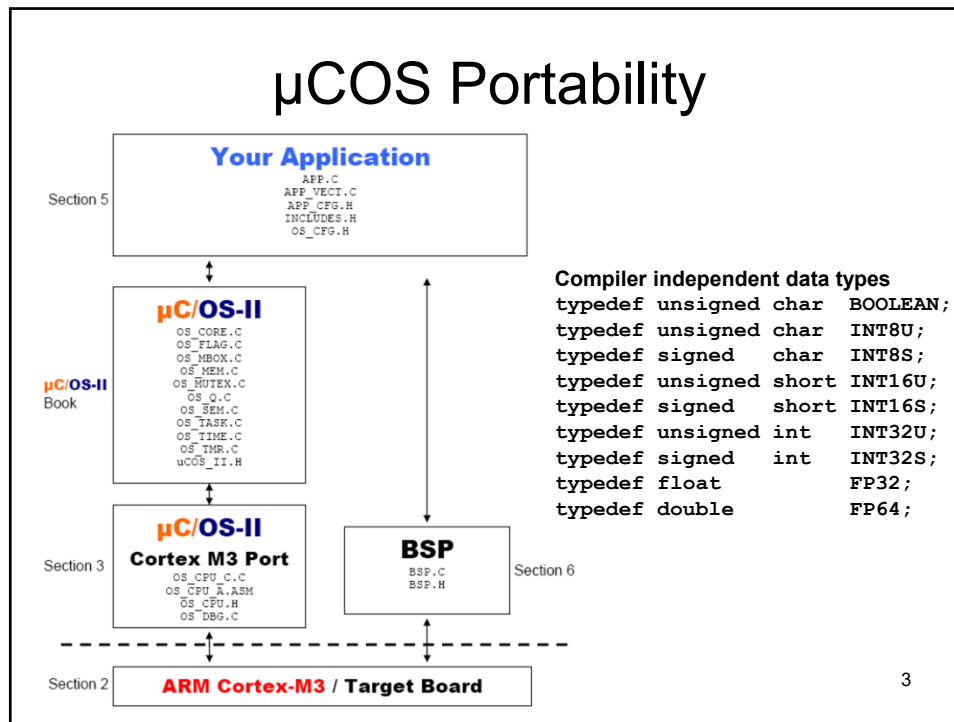 µCOS Portability
Your Application
APP.C
APP_VECT.C
APP_CFG.H
INCLUDES.H
OS_CFG.H
Section 5
µC/OS-II
OS_CORE.C
OS_FLAG.C
OS_MBOX.C
OS_MEM.C
OS_MUTEX.C
OS_Q.C
OS_SEM.C
OS_TASK.C
OS_TIME.C
OS_TMR.C
uCOS_II.H
µC/OS-II
Book
Compiler independent data types
typedef unsigned char BOOLEAN;
typedef unsigned char INT8U;
typedef signed char INT8S;
typedef unsigned short INT16U;
typedef signed short INT16S;
typedef unsigned int INT32U;
typedef signed int INT32S;
typedef float FP32;
typedef double FP64;
µC/OS-II
Cortex M3 Port
OS_CPU_C.C
OS_CPU_A.ASM
OS_CPU.H
OS_DBG.C
Section 3
BSP
BSP.C
BSP.H
Section 6
Section 2
ARM Cortex-M3 / Target Board
3